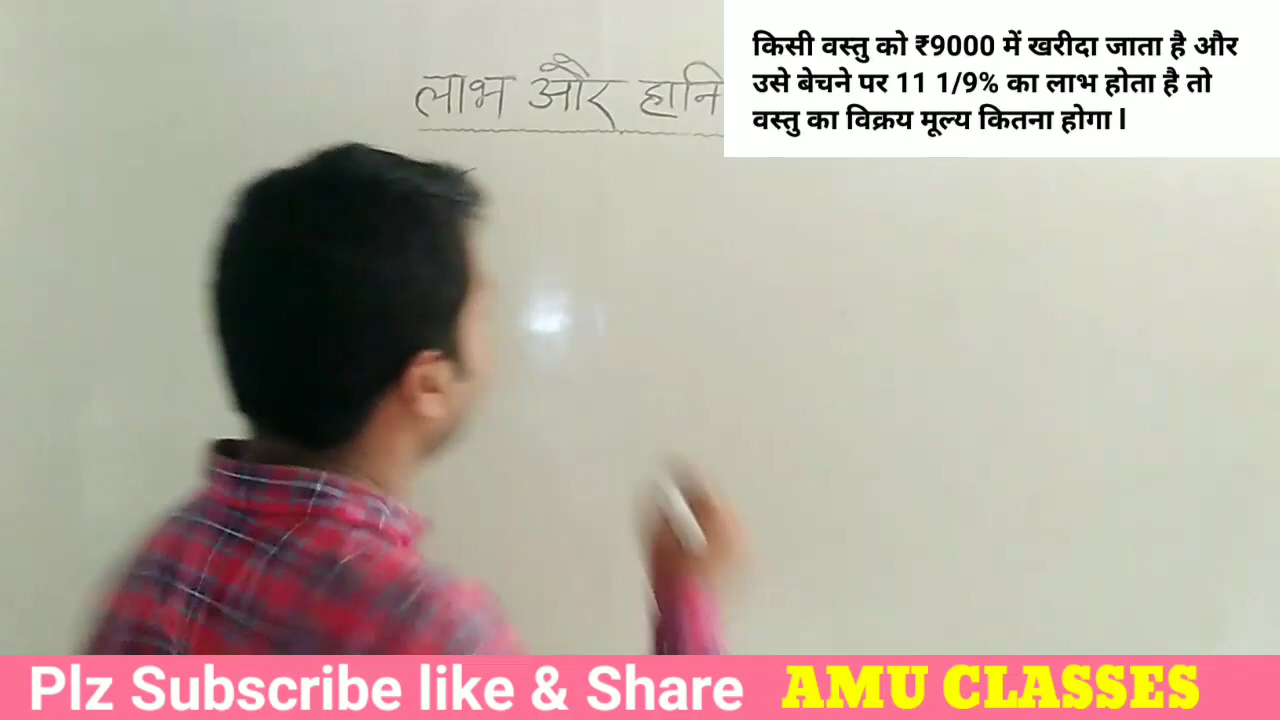 लाभ और हानि
किसी वस्तु को ₹9000 में खरीदा जाता है और
उसे बेचने पर 11 1/9% का लाभ होता है तो
वस्तु का विक्रय मूल्य कितना होगा l
Plz Subscribe like & Share AMU CLASSES